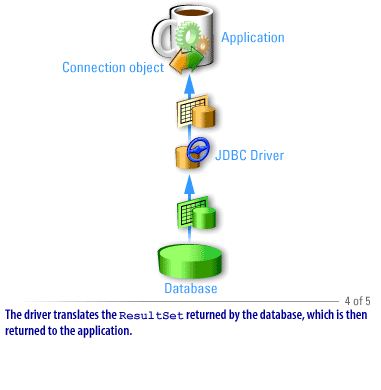 Application
Connection object
JDBC Driver
Database
4 of 5
The driver translates the ResultSet returned by the database, which is then
returned to the application.